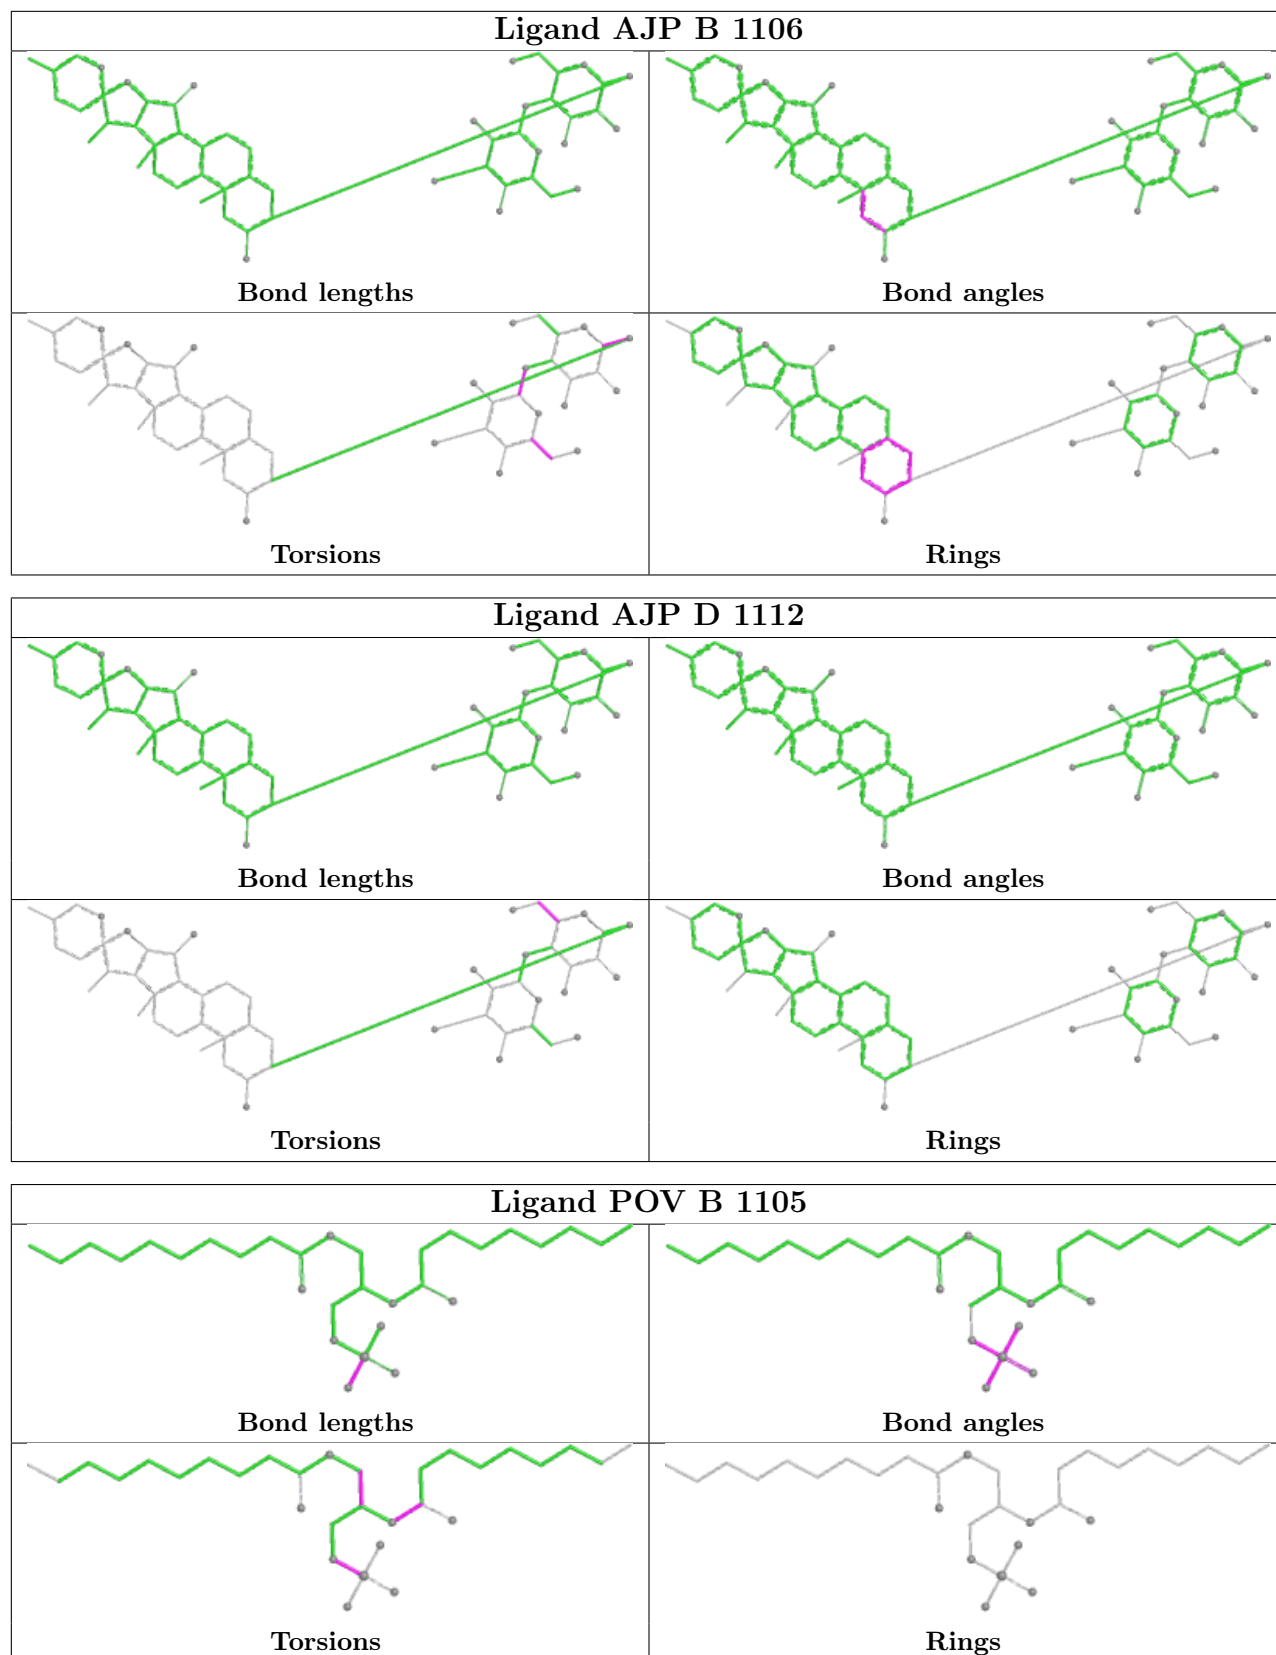 Ligand AJP B 1106
Bond lengths
Bond angles
Torsions
Rings
Ligand AJP D 1112
Bond lengths
Bond angles
Torsions
Rings
Ligand POV B 1105
Bond lengths
Bond angles
Torsions
Rings